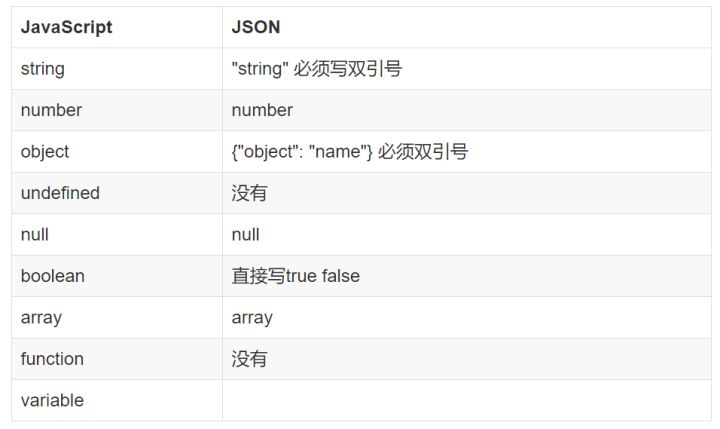 JavaScript JSON
string "string" 必须写双引号
number number
object {"object": "name"} 必须双引号
undefined 没有
null null
boolean 直接写true false
array array
function 没有
variable